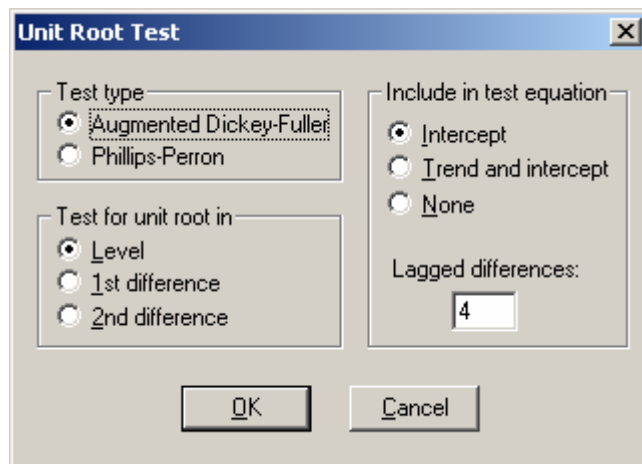 Unit Root Test
Test type
Augmented Dickey-Fuller
Phillips-Perron
Test for unit root in
Level
1st difference
2nd difference
Include in test equation
Intercept
Trend and intercept
None
Lagged differences:
4
OK
Cancel